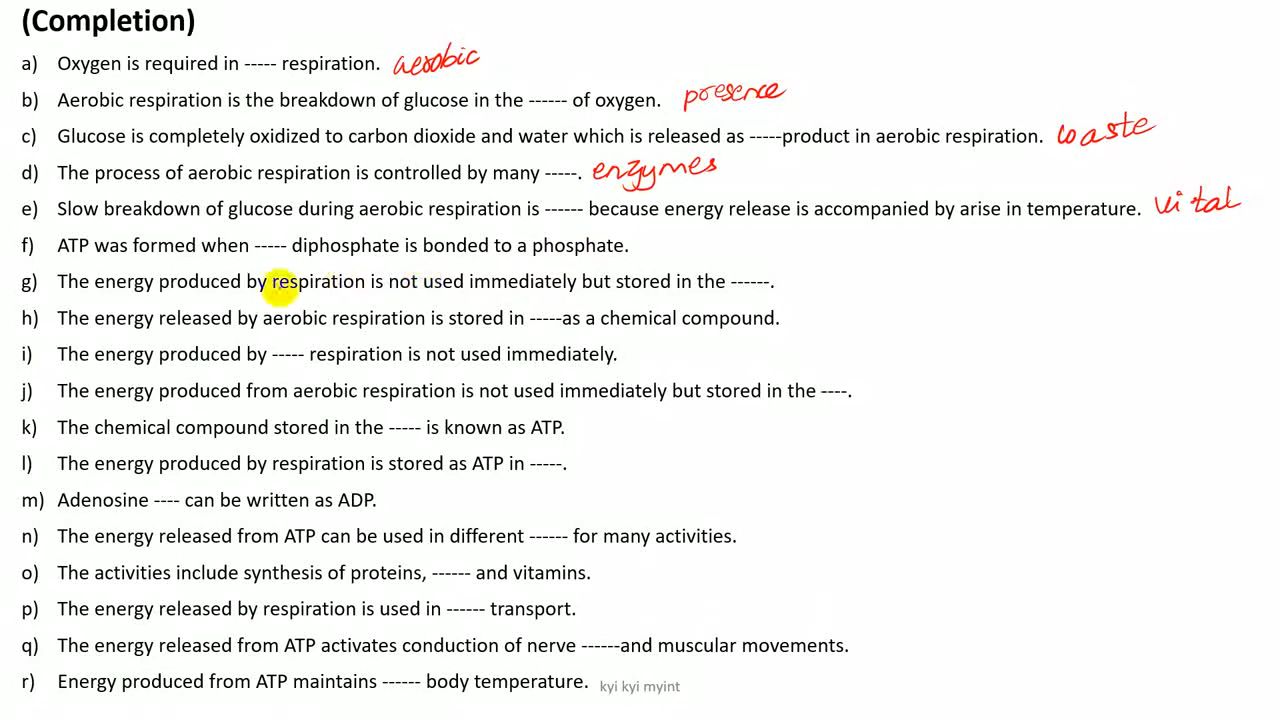 (Completion)
a) Oxygen is required in ----- respiration. aerobic
b) Aerobic respiration is the breakdown of glucose in the ------ of oxygen. presence
c) Glucose is completely oxidized to carbon dioxide and water which is released as -----product in aerobic respiration. waste
d) The process of aerobic respiration is controlled by many -----. enzymes
e) Slow breakdown of glucose during aerobic respiration is ------ because energy release is accompanied by arise in temperature. vital
f) ATP was formed when ----- diphosphate is bonded to a phosphate.
g) The energy produced by respiration is not used immediately but stored in the ------.
h) The energy released by aerobic respiration is stored in -----as a chemical compound.
i) The energy produced by ----- respiration is not used immediately.
j) The energy produced from aerobic respiration is not used immediately but stored in the ----.
k) The chemical compound stored in the ----- is known as ATP.
l) The energy produced by respiration is stored as ATP in -----.
m) Adenosine ---- can be written as ADP.
n) The energy released from ATP can be used in different ------ for many activities.
o) The activities include synthesis of proteins, ------ and vitamins.
p) The energy released by respiration is used in ------ transport.
q) The energy released from ATP activates conduction of nerve ------and muscular movements.
r) Energy produced from ATP maintains ------ body temperature. kyi kyi myint